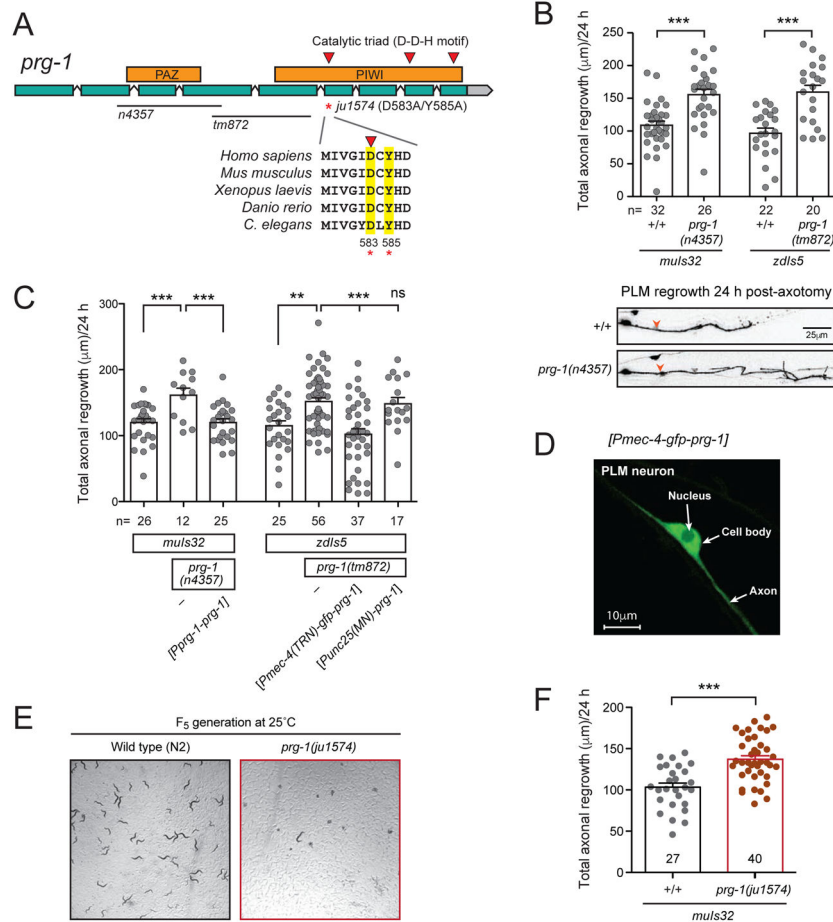 A
prg-1
Catalytic triad (D-D-H motif)
PAZ
PIWI
n4357
tm872
* ju1574 (D583A/Y585A)
Homo sapiens MIVGIDCYHD
Mus musculus MIVGIDCYHD
Xenopus laevis MIVGIDCYHD
Danio rerio MIVGIDCYHD
C. elegans MIVGYDLYHD
583 585
* *
B
Total axonal regrowth (μm)/24 h
250
200
150
100
50
0
*** ***
n= 32 26 22 20
+/+ prg-1 +/+ prg-1
(n4357) (tm872)
muIs32 zdIs5
PLM regrowth 24 h post-axotomy
+/+
25μm
prg-1(n4357)
C
Total axonal regrowth (μm)/24 h
300
200
100
0
*** *** ** *** ns
n= 26 12 25 25 56 37 17
muIs32 zdIs5
prg-1
(n4357)
prg-1(tm872)
– [Pprg-1-prg-1] – [Pmec-4(TRN)-gfp-prg-1] [Punc25(MN)-prg-1]
D
[Pmec-4-gfp-prg-1]
PLM neuron
Nucleus
Cell body
Axon
10μm
E
F5 generation at 25˚C
Wild type (N2) prg-1(ju1574)
F
Total axonal regrowth (μm)/24 h
200
150
100
50
0
***
27 40
+/+ prg-1(ju1574)
muIs32